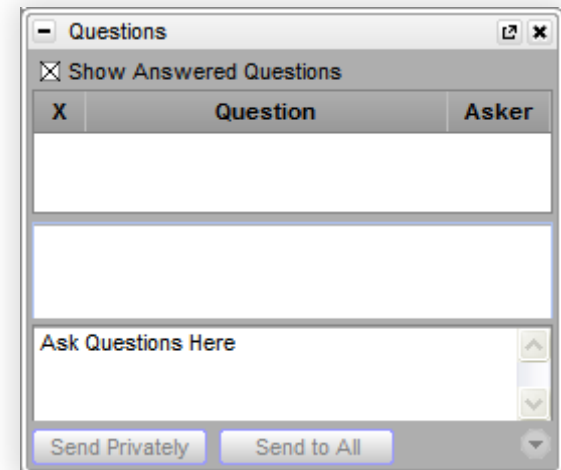 Questions
Show Answered Questions
X Question Asker
Ask Questions Here
Send Privately Send to All